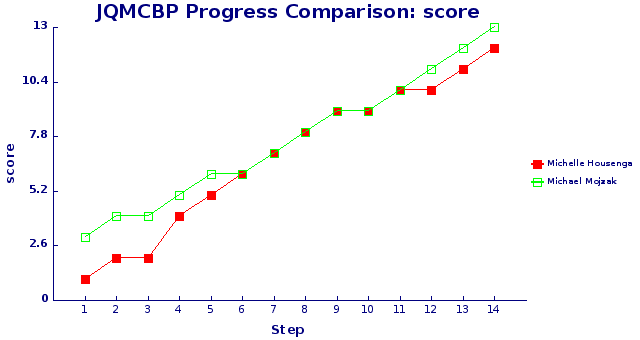 JQMCBP Progress Comparison: score
13
10.4
7.8
5.2
2.6
0
score
1 2 3 4 5 6 7 8 9 10 11 12 13 14
Step
Michelle Housenga
Michael Mojzak